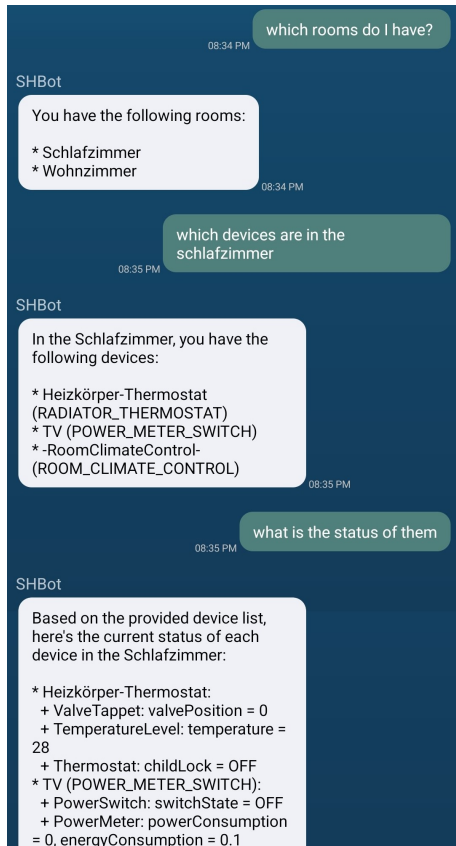 which rooms do I have?
08:34 PM
SHBot
You have the following rooms:
* Schlafzimmer
* Wohnzimmer
08:34 PM
which devices are in the
schlafzimmer
08:35 PM
SHBot
In the Schlafzimmer, you have the
following devices:
* Heizkörper-Thermostat
(RADIATOR_THERMOSTAT)
* TV (POWER_METER_SWITCH)
* -RoomClimateControl-
(ROOM_CLIMATE_CONTROL)
08:35 PM
what is the status of them
08:35 PM
SHBot
Based on the provided device list,
here's the current status of each
device in the Schlafzimmer:
* Heizkörper-Thermostat:
+ ValveTappet: valvePosition = 0
+ TemperatureLevel: temperature =
28
+ Thermostat: childLock = OFF
* TV (POWER_METER_SWITCH):
+ PowerSwitch: switchState = OFF
+ PowerMeter: powerConsumption
= 0, energyConsumption = 0.1